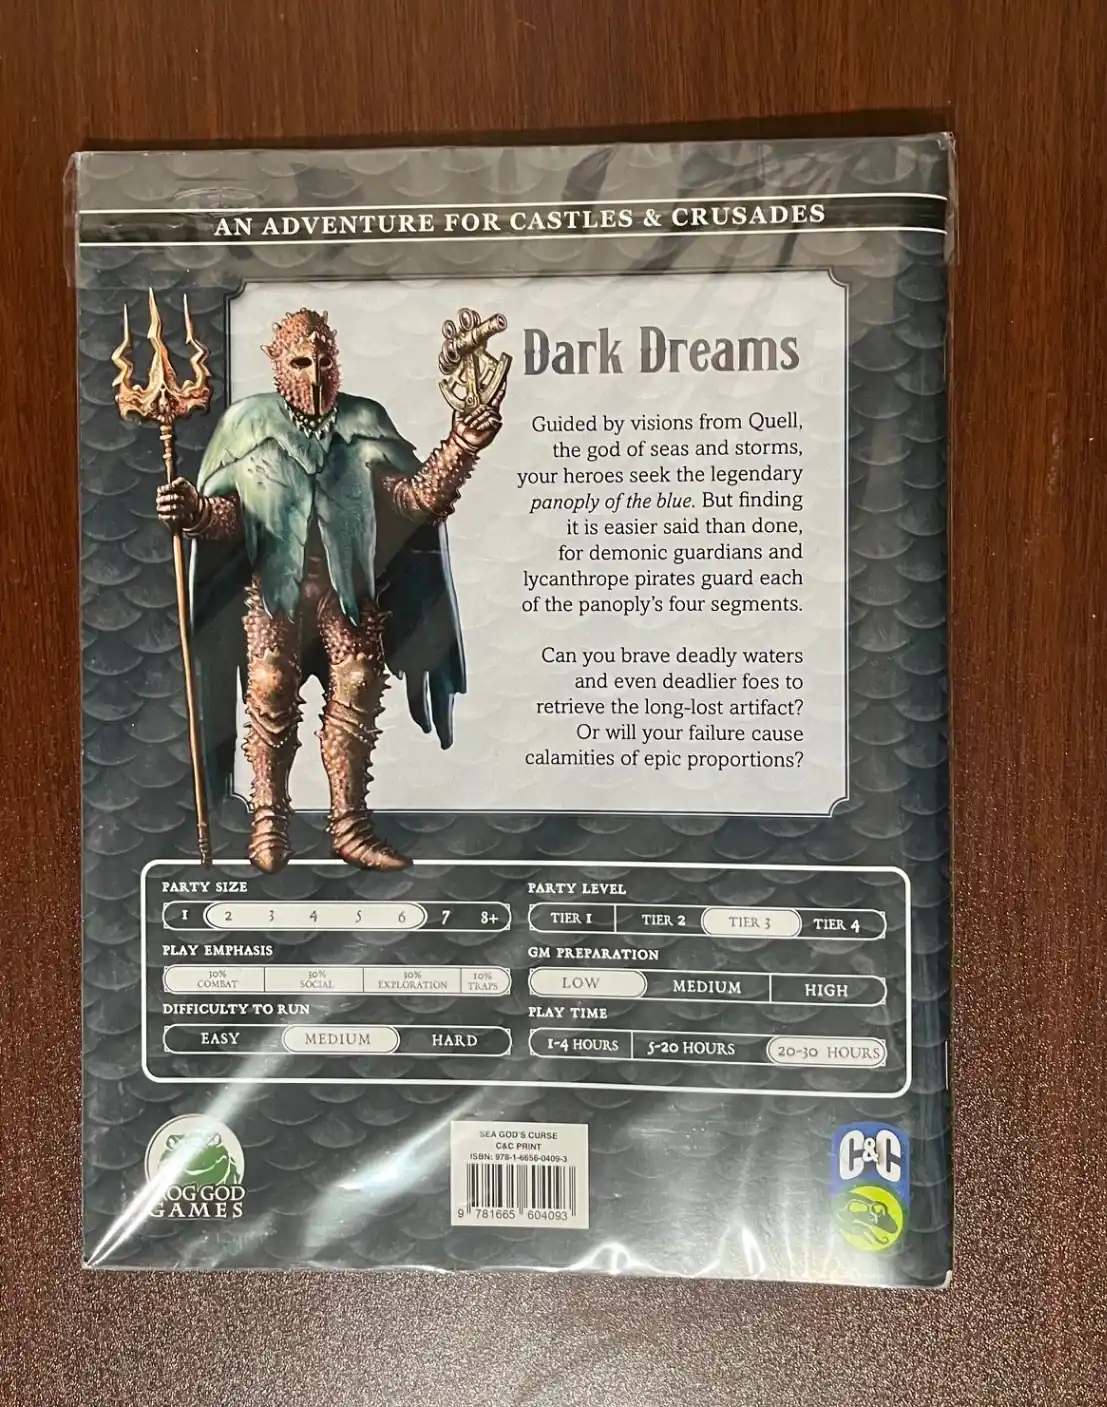 AN ADVENTURE FOR CASTLES & CRUSADES
Dark Dreams
Guided by visions from Quell,
the god of seas and storms,
your heroes seek the legendary
panoply of the blue. But finding
it is easier said than done,
for demonic guardians and
lycanthrope pirates guard each
of the panoply's four segments.
Can you brave deadly waters
and even deadlier foes to
retrieve the long-lost artifact?
Or will your failure cause
calamities of epic proportions?
PARTY SIZE
1 2 3 4 5 6 7 8+
PLAY EMPHASIS
30% 30% 30% 10%
COMBAT SOCIAL EXPLORATION TRAPS
DIFFICULTY TO RUN
EASY MEDIUM HARD
PARTY LEVEL
TIER 1 TIER 2 TIER 3 TIER 4
GM PREPARATION
LOW MEDIUM HIGH
PLAY TIME
1-4 HOURS 5-20 HOURS 20-30 HOURS
GOD
GAMES
SEA GOD'S CURSE
C&C PRINT
ISBN: 978-1-6656-0409-3
9 781665 604093
C&C